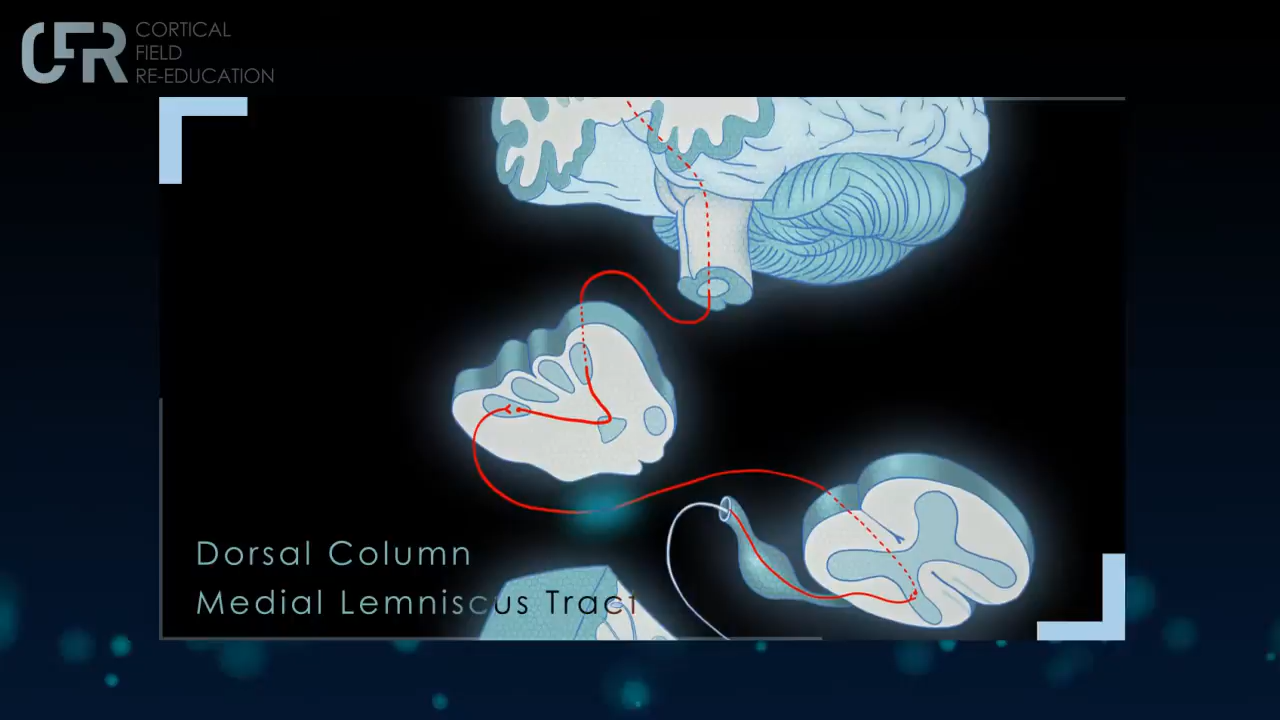 CFR
CORTICAL
FIELD
RE-EDUCATION
Dorsal Column
Medial Lemniscus Tract